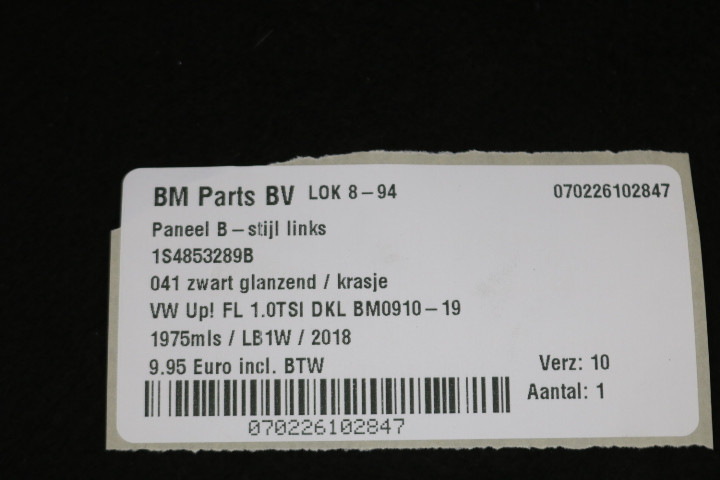 BM Parts BV LOK 8-94 070226102847
Paneel B-stijl links
1S4853289B
041 zwart glanzend / krasje
VW Up! FL 1.0TSI DKL BM0910-19
1975mls / LB1W / 2018
9.95 Euro incl. BTW Verz: 10
Aantal: 1
070226102847